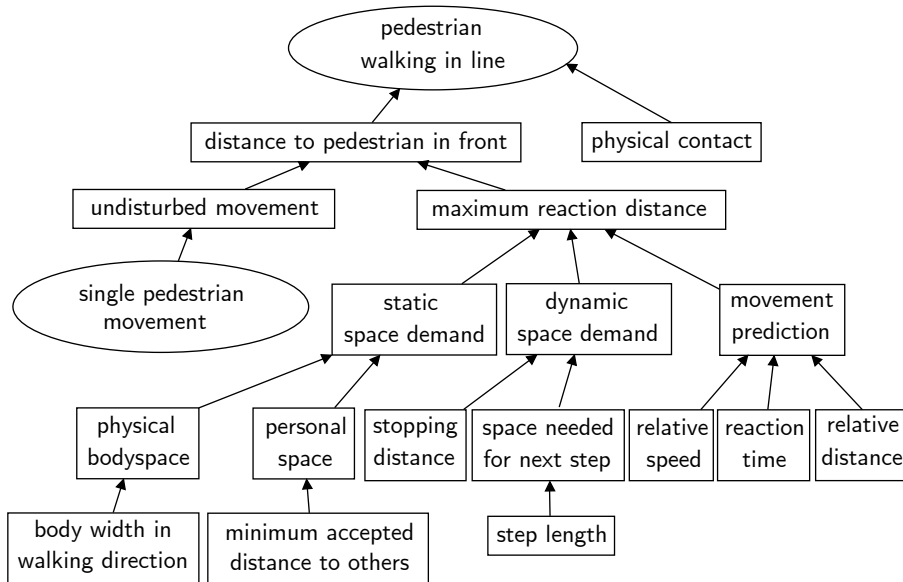 pedestrian
walking in line
distance to pedestrian in front
physical contact
undisturbed movement
maximum reaction distance
single pedestrian
movement
static
space demand
dynamic
space demand
movement
prediction
physical
bodyspace
personal
space
stopping
distance
space needed
for next step
relative
speed
reaction
time
relative
distance
body width in
walking direction
minimum accepted
distance to others
step length